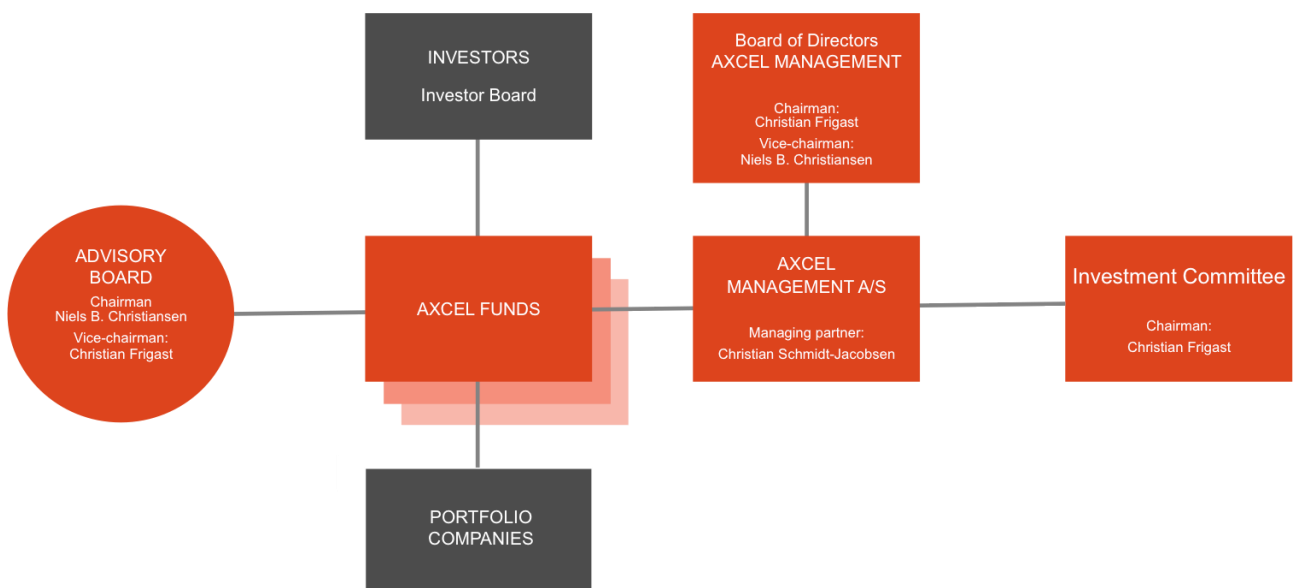 INVESTORS
Investor Board
Board of Directors
AXCEL MANAGEMENT
Chairman:
Christian Frigast
Vice-chairman:
Niels B. Christiansen
ADVISORY
BOARD
Chairman
Niels B. Christiansen
Vice-chairman:
Christian Frigast
AXCEL FUNDS
AXCEL
MANAGEMENT A/S
Managing partner:
Christian Schmidt-Jacobsen
Investment Committee
Chairman:
Christian Frigast
PORTFOLIO
COMPANIES